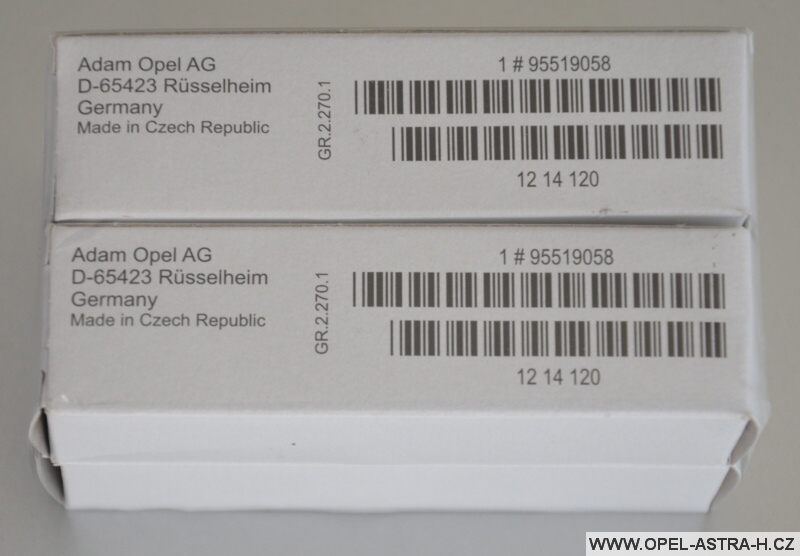 Adam Opel AG
D-65423 Rüsselheim
Germany
Made in Czech Republic
GR.2.270.1
1 # 95519058
12 14 120
Adam Opel AG
D-65423 Rüsselheim
Germany
Made in Czech Republic
GR.2.270.1
1 # 95519058
12 14 120
WWW.OPEL-ASTRA-H.CZ